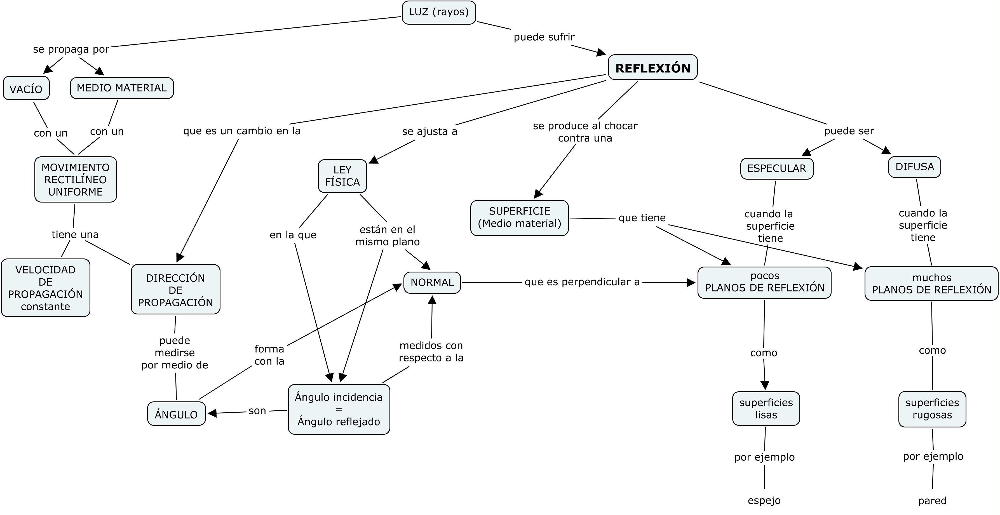 LUZ (rayos)
puede sufrir
se propaga por
REFLEXIÓN
VACÍO
MEDIO MATERIAL
con un
con un
que es un cambio en la
se ajusta a
se produce al chocar
contra una
puede ser
MOVIMIENTO
RECTILÍNEO
UNIFORME
LEY
FÍSICA
ESPECULAR
DIFUSA
SUPERFICIE
(Medio material)
que tiene
cuando la
superficie
tiene
cuando la
superficie
tiene
tiene una
en la que
están en el
mismo plano
VELOCIDAD
DE
PROPAGACIÓN
constante
DIRECCIÓN
DE
PROPAGACIÓN
NORMAL
que es perpendicular a
pocos
PLANOS DE REFLEXIÓN
muchos
PLANOS DE REFLEXIÓN
puede
medirse
por medio de
forma
con la
medidos con
respecto a la
como
como
ÁNGULO
son
Ángulo incidencia
=
Ángulo reflejado
superficies
lisas
superficies
rugosas
por ejemplo
por ejemplo
espejo
pared